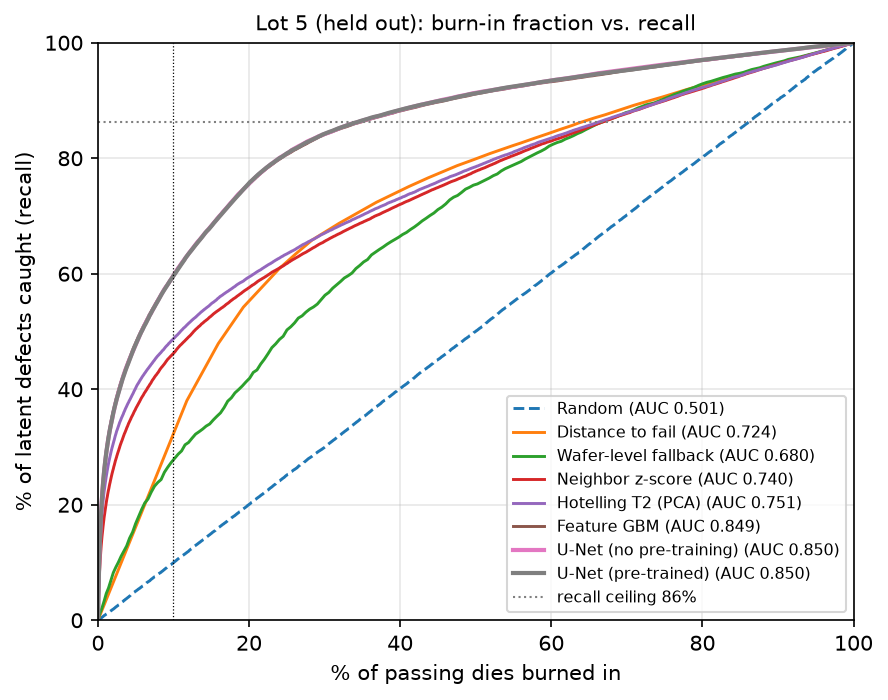 Lot 5 (held out): burn-in fraction vs. recall
% of latent defects caught (recall)
100
80
60
40
20
0
0 20 40 60 80 100
% of passing dies burned in
Random (AUC 0.501)
Distance to fail (AUC 0.724)
Wafer-level fallback (AUC 0.680)
Neighbor z-score (AUC 0.740)
Hotelling T2 (PCA) (AUC 0.751)
Feature GBM (AUC 0.849)
U-Net (no pre-training) (AUC 0.850)
U-Net (pre-trained) (AUC 0.850)
recall ceiling 86%